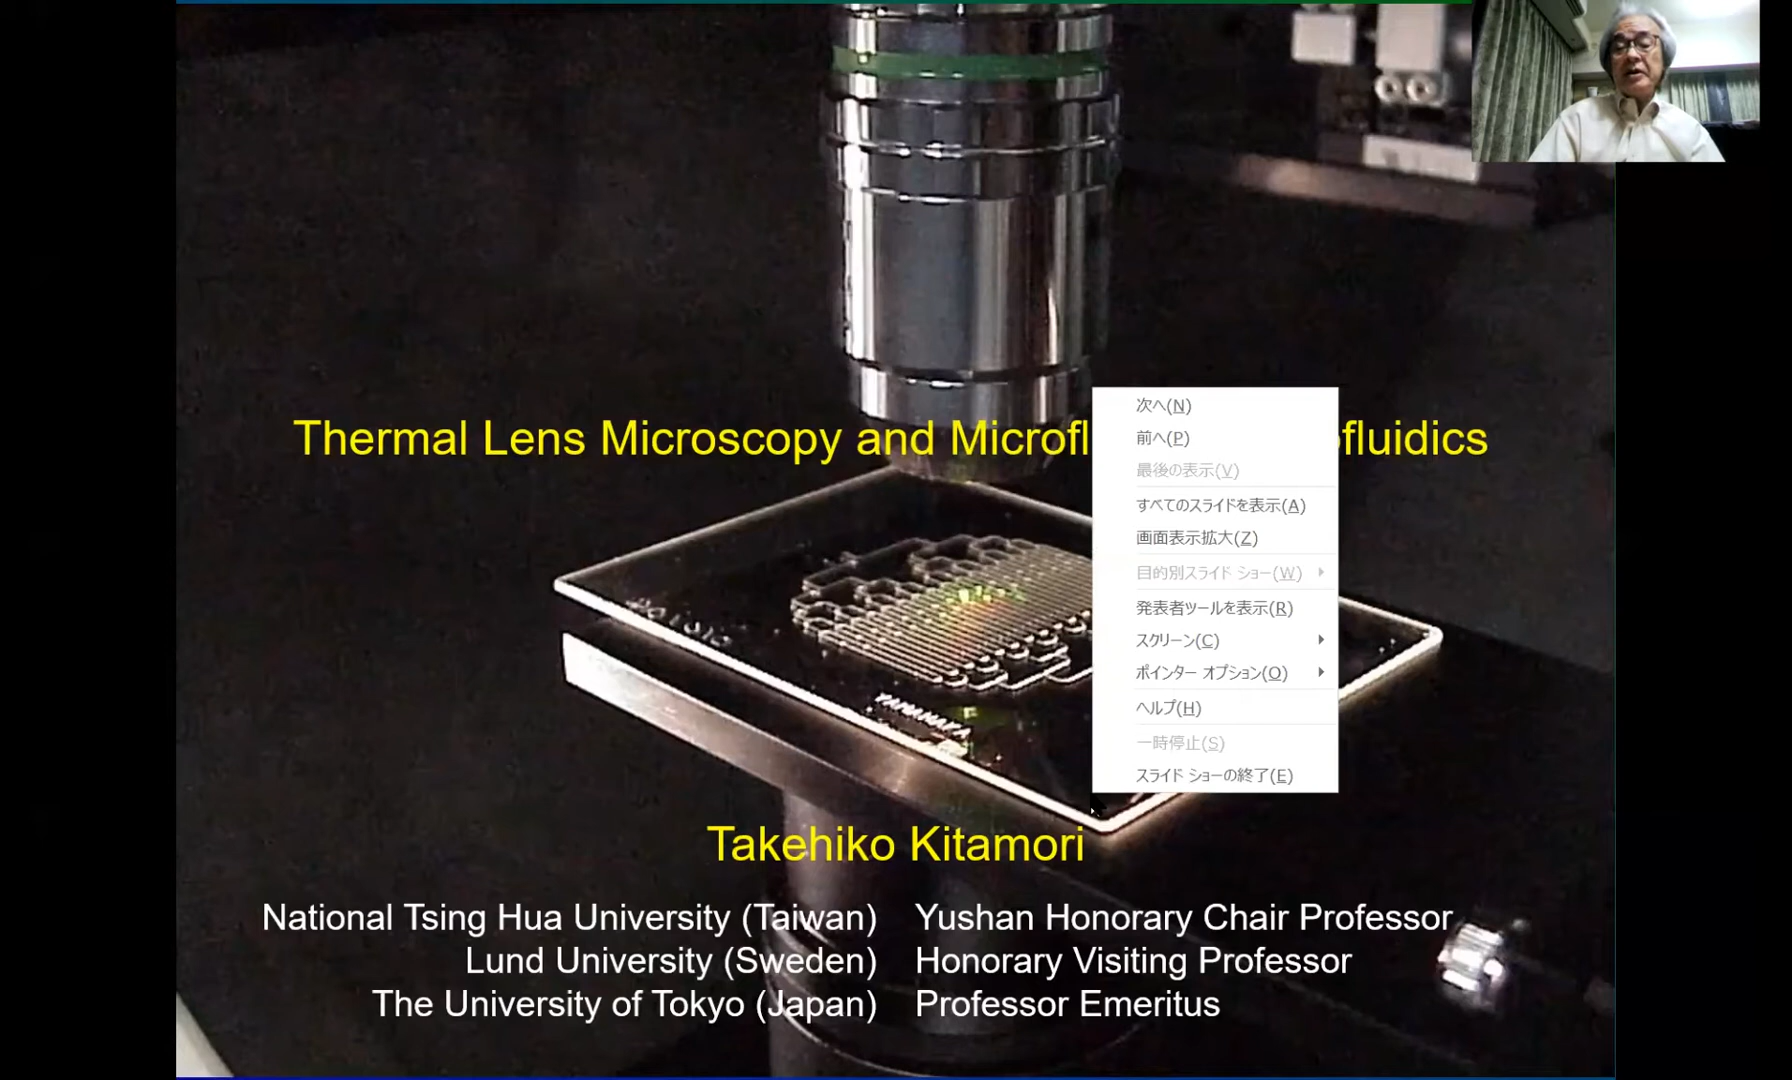 Thermal Lens Microscopy and Microfl
ofluidics
次へ(N)
前へ(P)
最後の表示(V)
すべてのスライドを表示(A)
画面表示拡大(Z)
目的別スライド ショー(W)
発表者ツールを表示(R)
スクリーン(C)
ポインター オプション(O)
ヘルプ(H)
一時停止(S)
スライド ショーの終了(E)
YAMANAKA
Takehiko Kitamori
National Tsing Hua University (Taiwan) Yushan Honorary Chair Professor
Lund University (Sweden) Honorary Visiting Professor
The University of Tokyo (Japan) Professor Emeritus